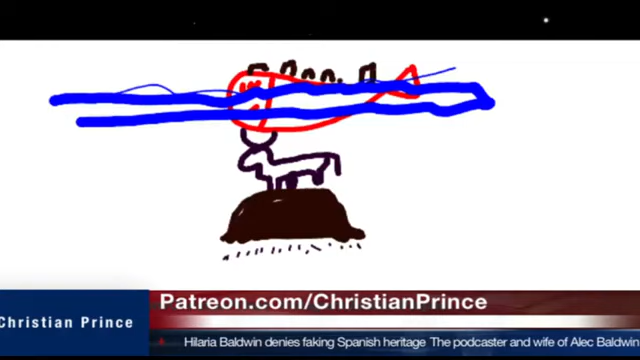 Patreon.com/ChristianPrince
Christian Prince
Hilaria Baldwin denies faking Spanish heritage The podcaster and wife of Alec Baldwin